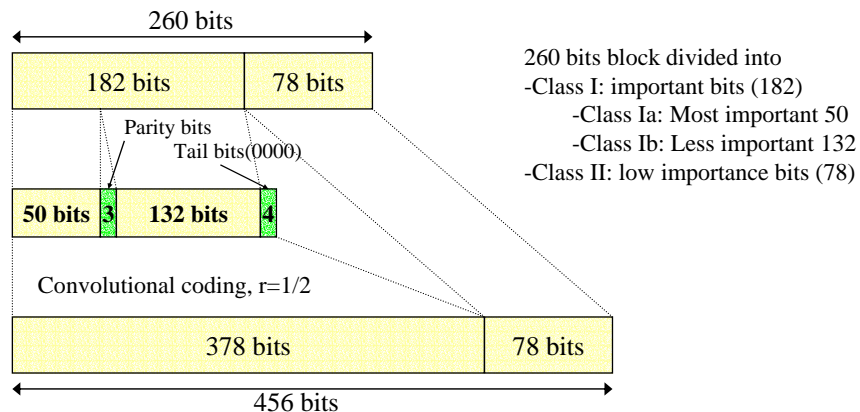 260 bits
182 bits
78 bits
260 bits block divided into
-Class I: important bits (182)
-Class Ia: Most important 50
-Class Ib: Less important 132
-Class II: low importance bits (78)
Parity bits
Tail bits(0000)
50 bits
3
132 bits
4
Convolutional coding, r=1/2
378 bits
78 bits
456 bits